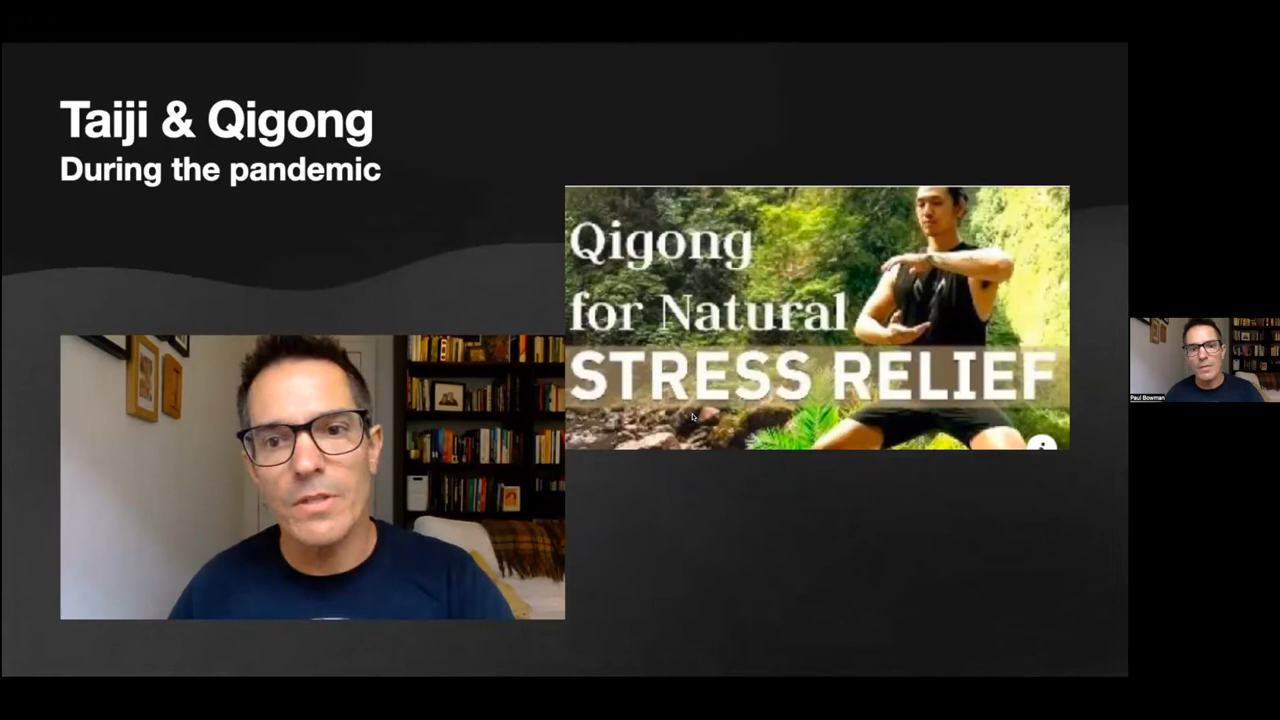 Taiji & Qigong
During the pandemic
Qigong
for Natural
STRESS RELIEF
Paul Bowman